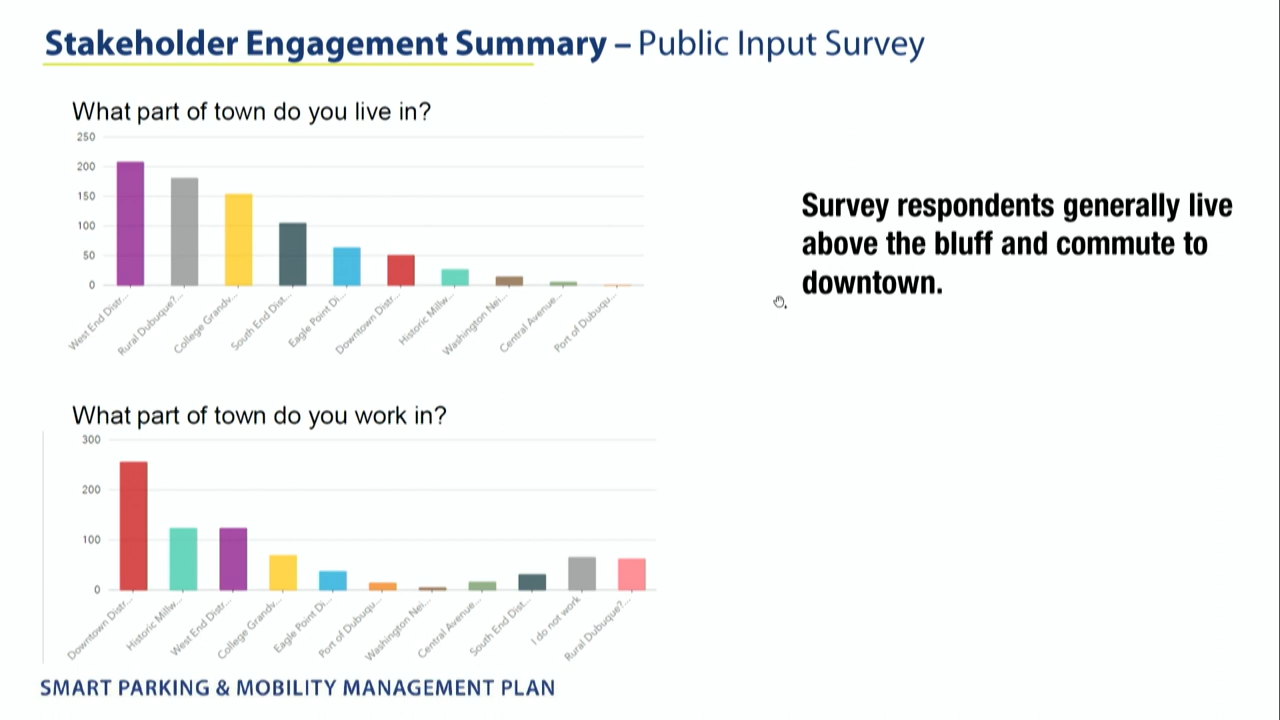 Stakeholder Engagement Summary – Public Input Survey
What part of town do you live in?
250
200
150
100
50
0
West End Distr...
Rural Dubuque?...
College Grandv...
South End Dist...
Eagle Point Di...
Downtown Distr...
Historic Millw...
Washington Nei...
Central Avenue...
Port of Dubuqu...
Survey respondents generally live
above the bluff and commute to
downtown.
What part of town do you work in?
300
200
100
0
Downtown Distr...
Historic Millw...
West End Distr...
College Grandv...
Eagle Point Di...
Port of Dubuqu...
Washington Nei...
Central Avenue...
South End Dist...
I do not work
Rural Dubuque?...
SMART PARKING & MOBILITY MANAGEMENT PLAN